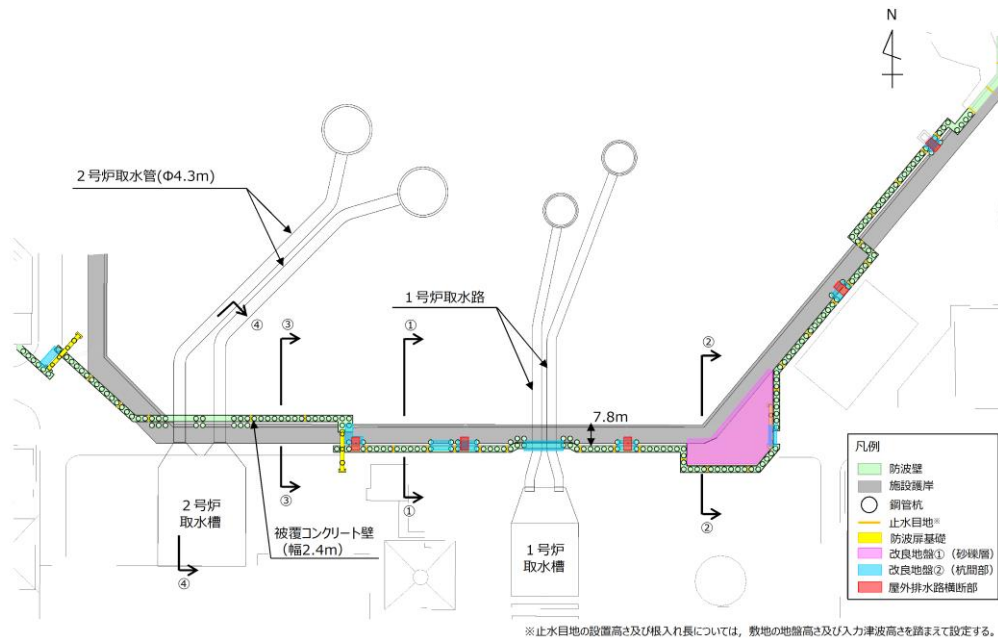 N
2号炉取水管(Φ4.3m)
1号炉取水路
④
③
①
②
7.8m
2号炉
取水槽
③
被覆コンクリート壁
(幅2.4m)
①
1号炉
取水槽
②
④
凡例
防波壁
施設護岸
鋼管杭
止水目地※
防波扉基礎
改良地盤①(砂礫層)
改良地盤②(杭間部)
屋外排水路横断部
※止水目地の設置高さ及び根入れ長については,敷地の地盤高さ及び入力津波高さを踏まえて設定する。